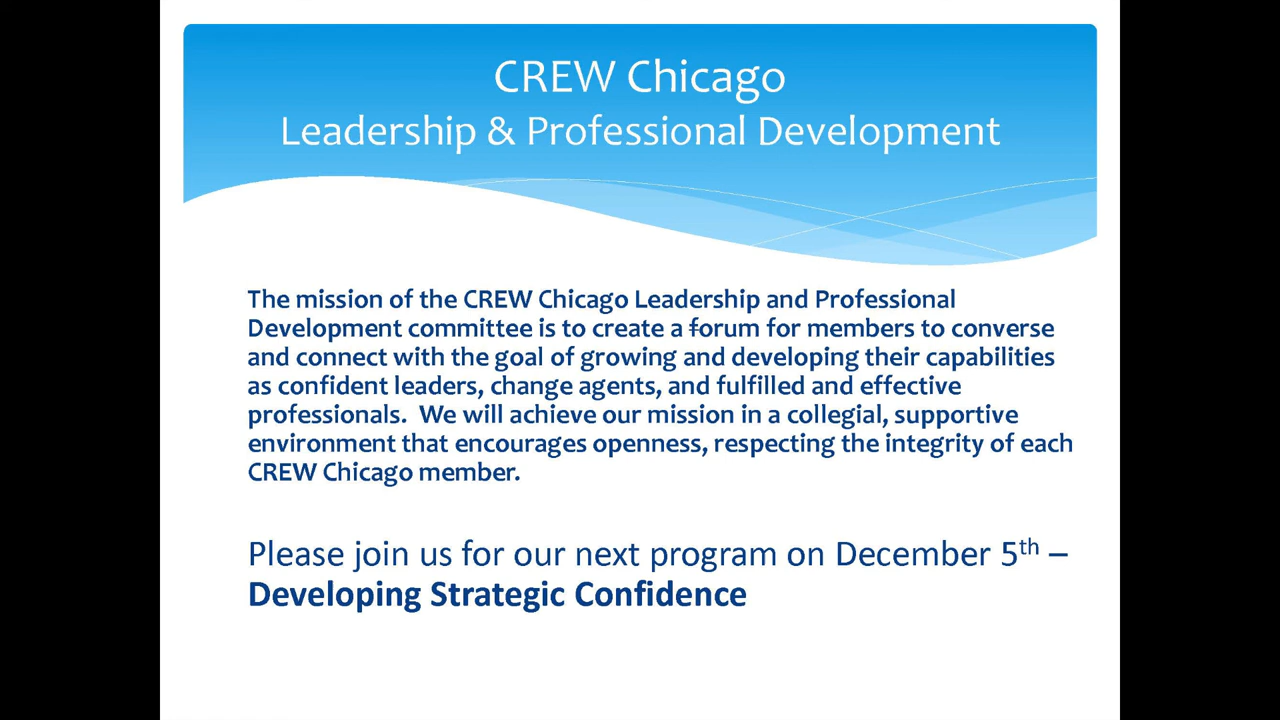 CREW Chicago
Leadership & Professional Development
The mission of the CREW Chicago Leadership and Professional
Development committee is to create a forum for members to converse
and connect with the goal of growing and developing their capabilities
as confident leaders, change agents, and fulfilled and effective
professionals.  We will achieve our mission in a collegial, supportive
environment that encourages openness, respecting the integrity of each
CREW Chicago member.
Please join us for our next program on December 5th –
Developing Strategic Confidence